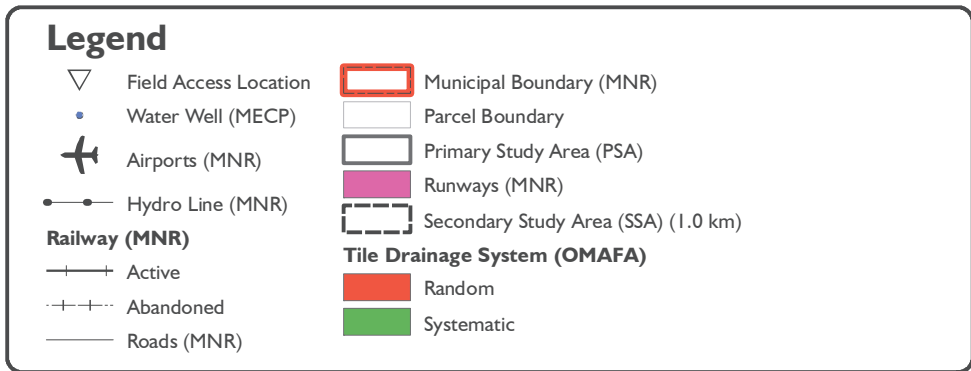 Legend
Field Access Location
Water Well (MECP)
Airports (MNR)
Hydro Line (MNR)
Railway (MNR)
Active
Abandoned
Roads (MNR)
Municipal Boundary (MNR)
Parcel Boundary
Primary Study Area (PSA)
Runways (MNR)
Secondary Study Area (SSA) (1.0 km)
Tile Drainage System (OMAFA)
Random
Systematic